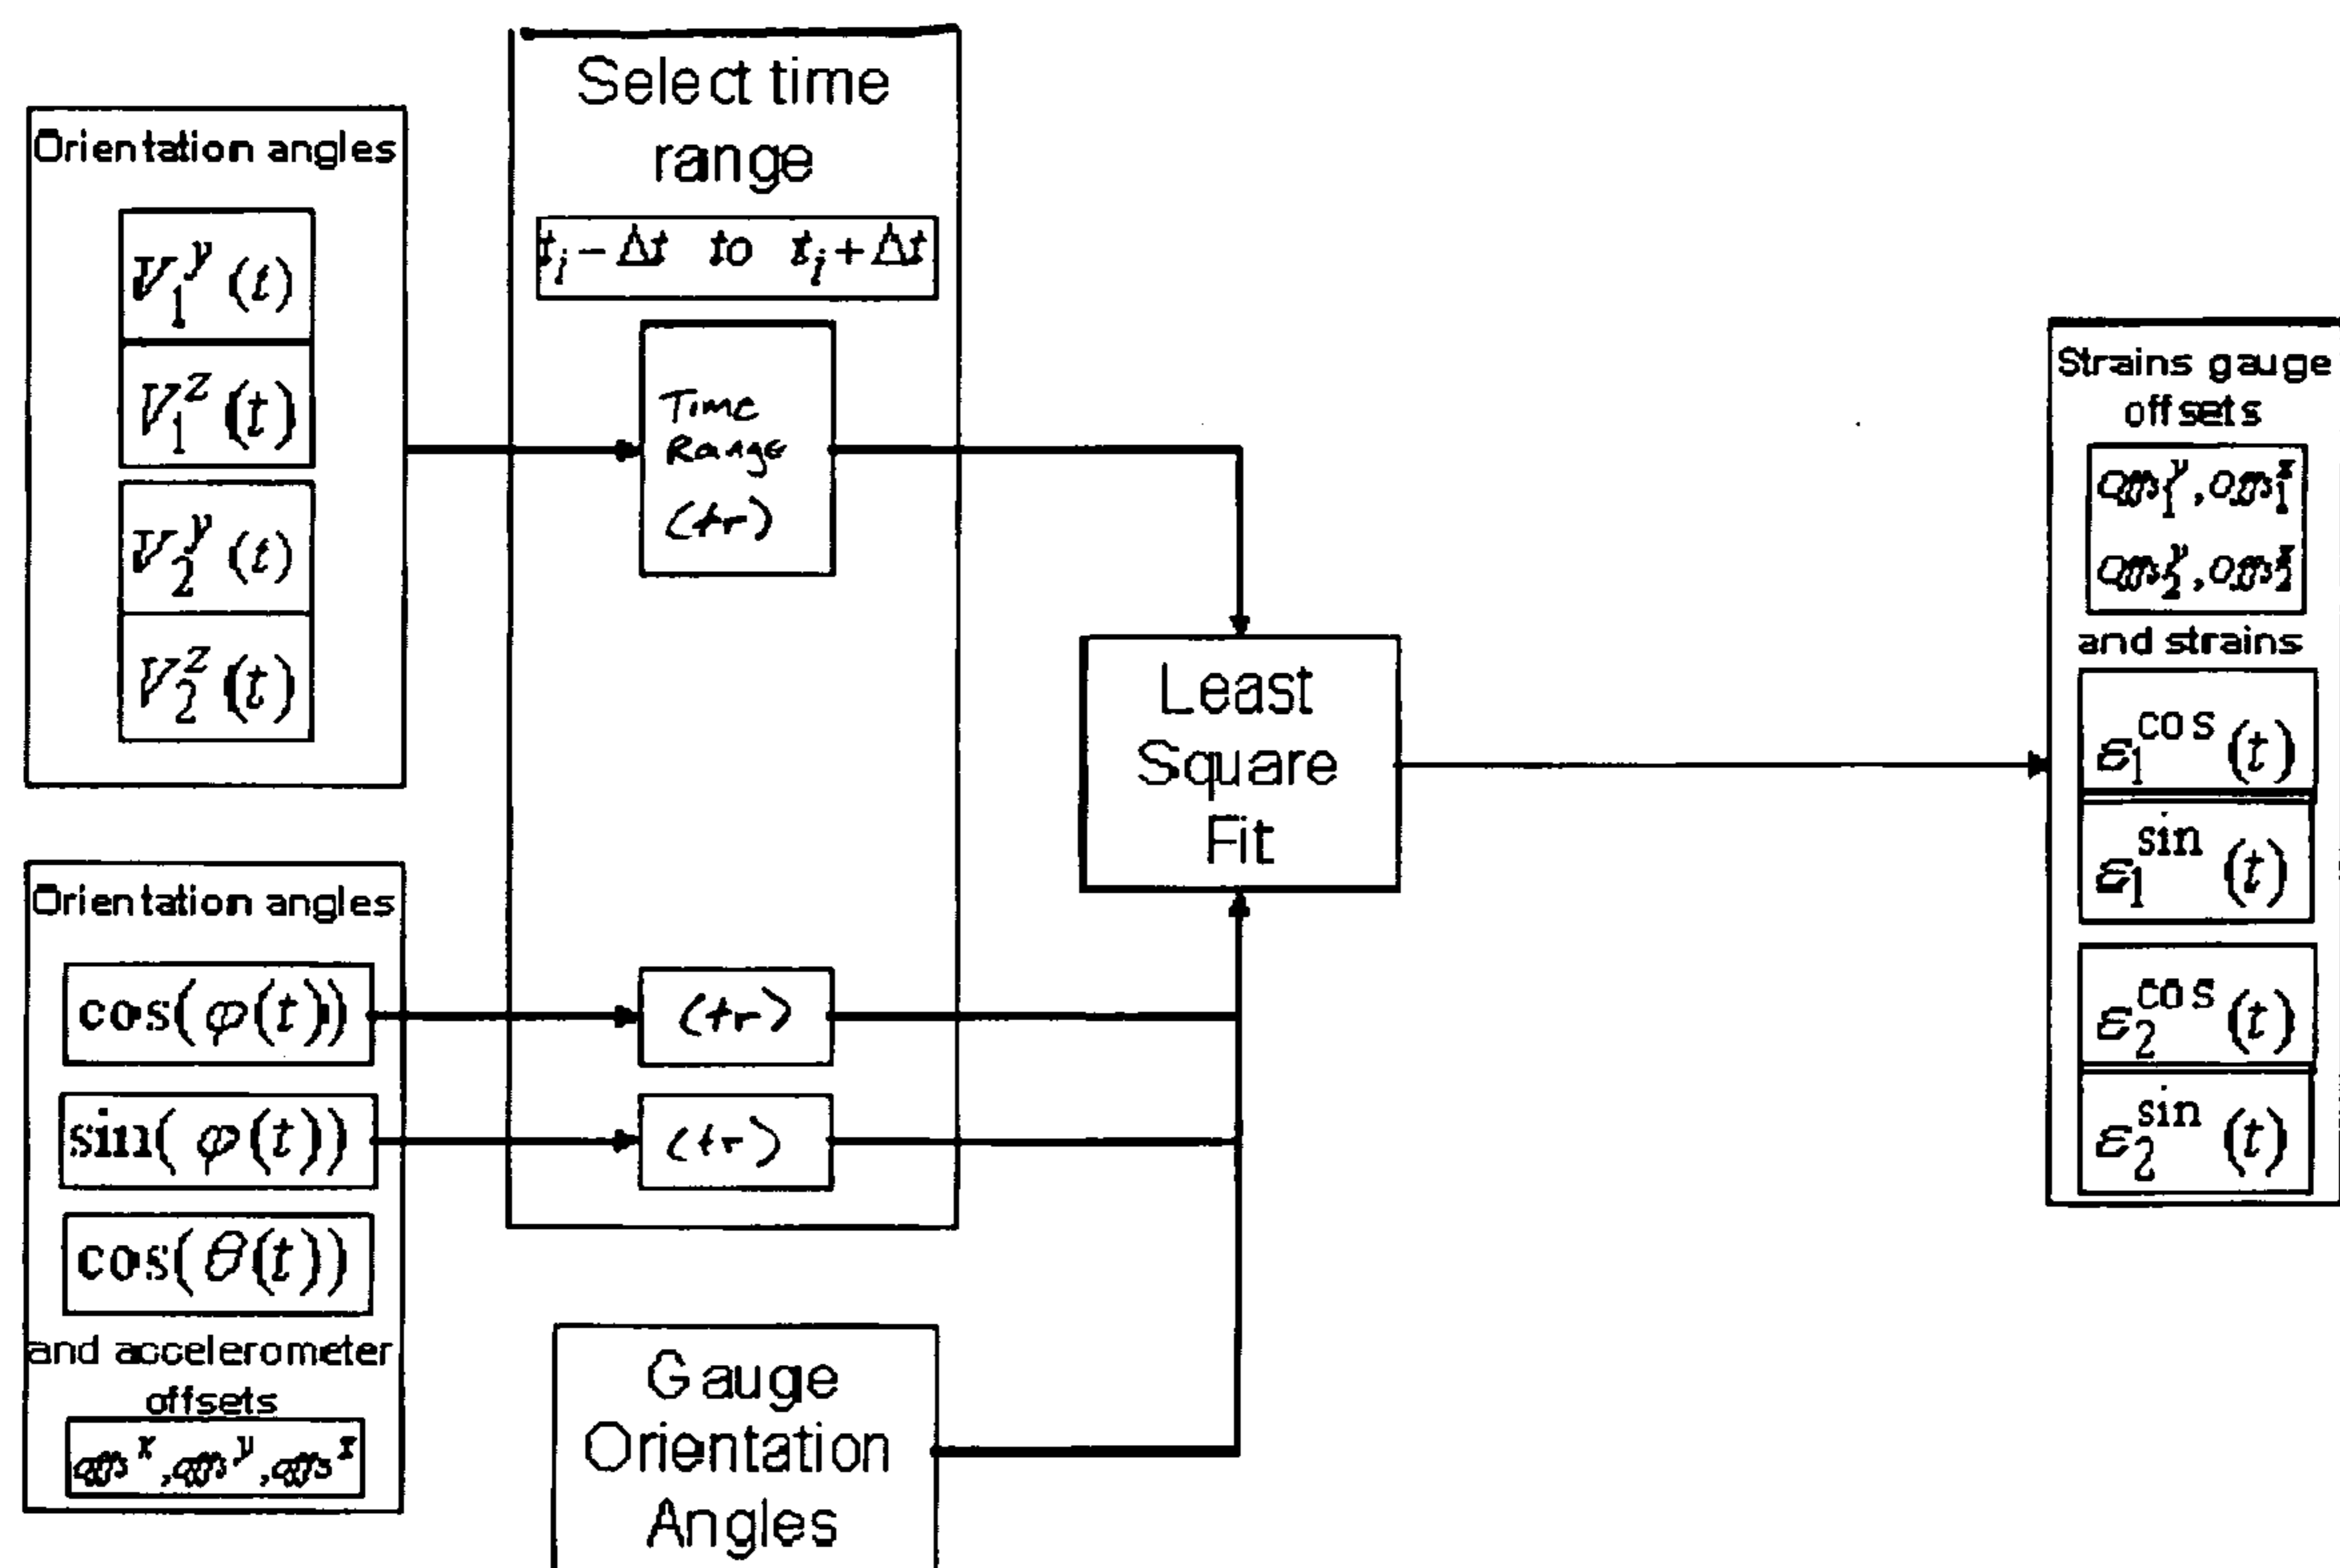 Orientation angles
V₁ʸ(t)
V₁ᶻ(t)
V₂ʸ(t)
V₂ᶻ(t)
Orientation angles
cos(φ(t))
sin(φ(t))
cos(θ(t))
and accelerometer
offsets
Select time
range
tᵢ−Δt to tᵢ+Δt
Time
Range
(tr)
(tr)
(tr)
Gauge
Orientation
Angles
Least
Square
Fit
Strains gauge
offsets
and strains
ε₁cos(t)
ε₁sin(t)
ε₂cos(t)
ε₂sin(t)